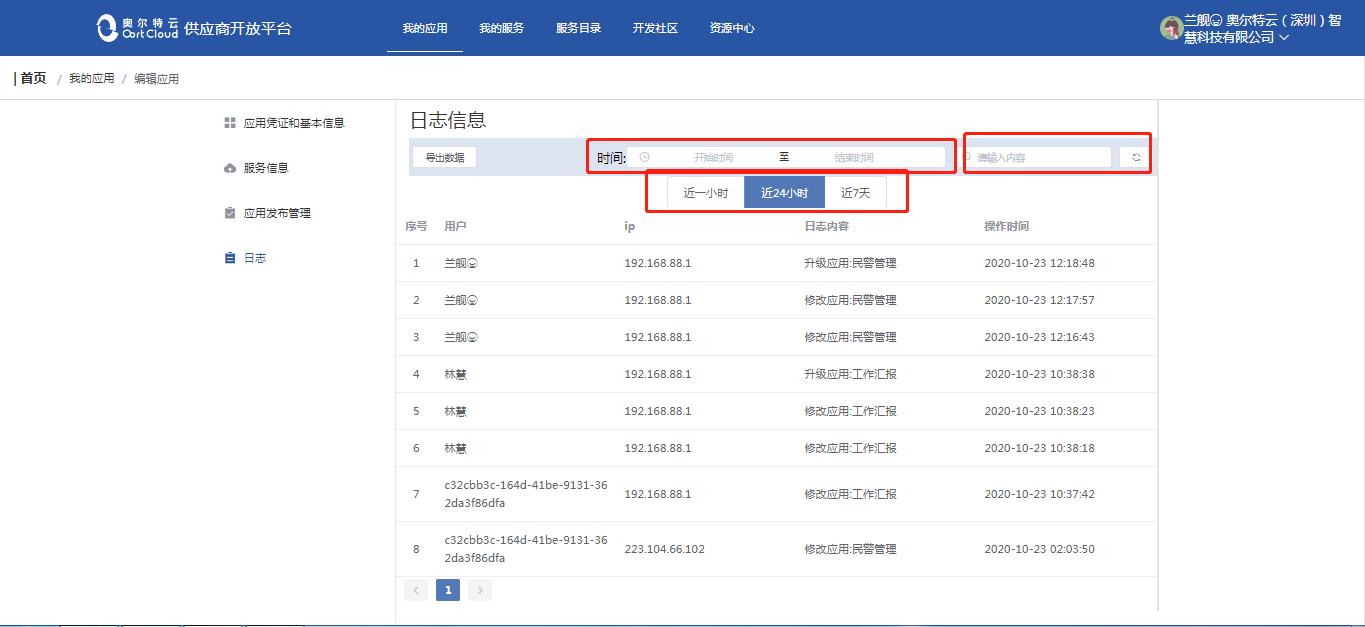 奥尔特云
OortCloud
供应商开放平台
我的应用
我的服务
服务目录
开发社区
资源中心
兰舰 奥尔特云（深圳）智
慧科技有限公司
首页 / 我的应用 / 编辑应用
应用凭证和基本信息
服务信息
应用发布管理
日志
日志信息
导出数据
时间: 开始时间 至 结束时间
请输入内容
近一小时 近24小时 近7天
序号 用户 ip 日志内容 操作时间
1 兰舰 192.168.88.1 升级应用:民警管理 2020-10-23 12:18:48
2 兰舰 192.168.88.1 修改应用:民警管理 2020-10-23 12:17:57
3 兰舰 192.168.88.1 修改应用:民警管理 2020-10-23 12:16:43
4 林慧 192.168.88.1 升级应用:工作汇报 2020-10-23 10:38:38
5 林慧 192.168.88.1 修改应用:工作汇报 2020-10-23 10:38:23
6 林慧 192.168.88.1 修改应用:工作汇报 2020-10-23 10:38:18
7 c32cbb3c-164d-41be-9131-36 192.168.88.1 修改应用:工作汇报 2020-10-23 10:37:42
2da3f86dfa
8 c32cbb3c-164d-41be-9131-36 223.104.66.102 修改应用:民警管理 2020-10-23 02:03:50
2da3f86dfa
1